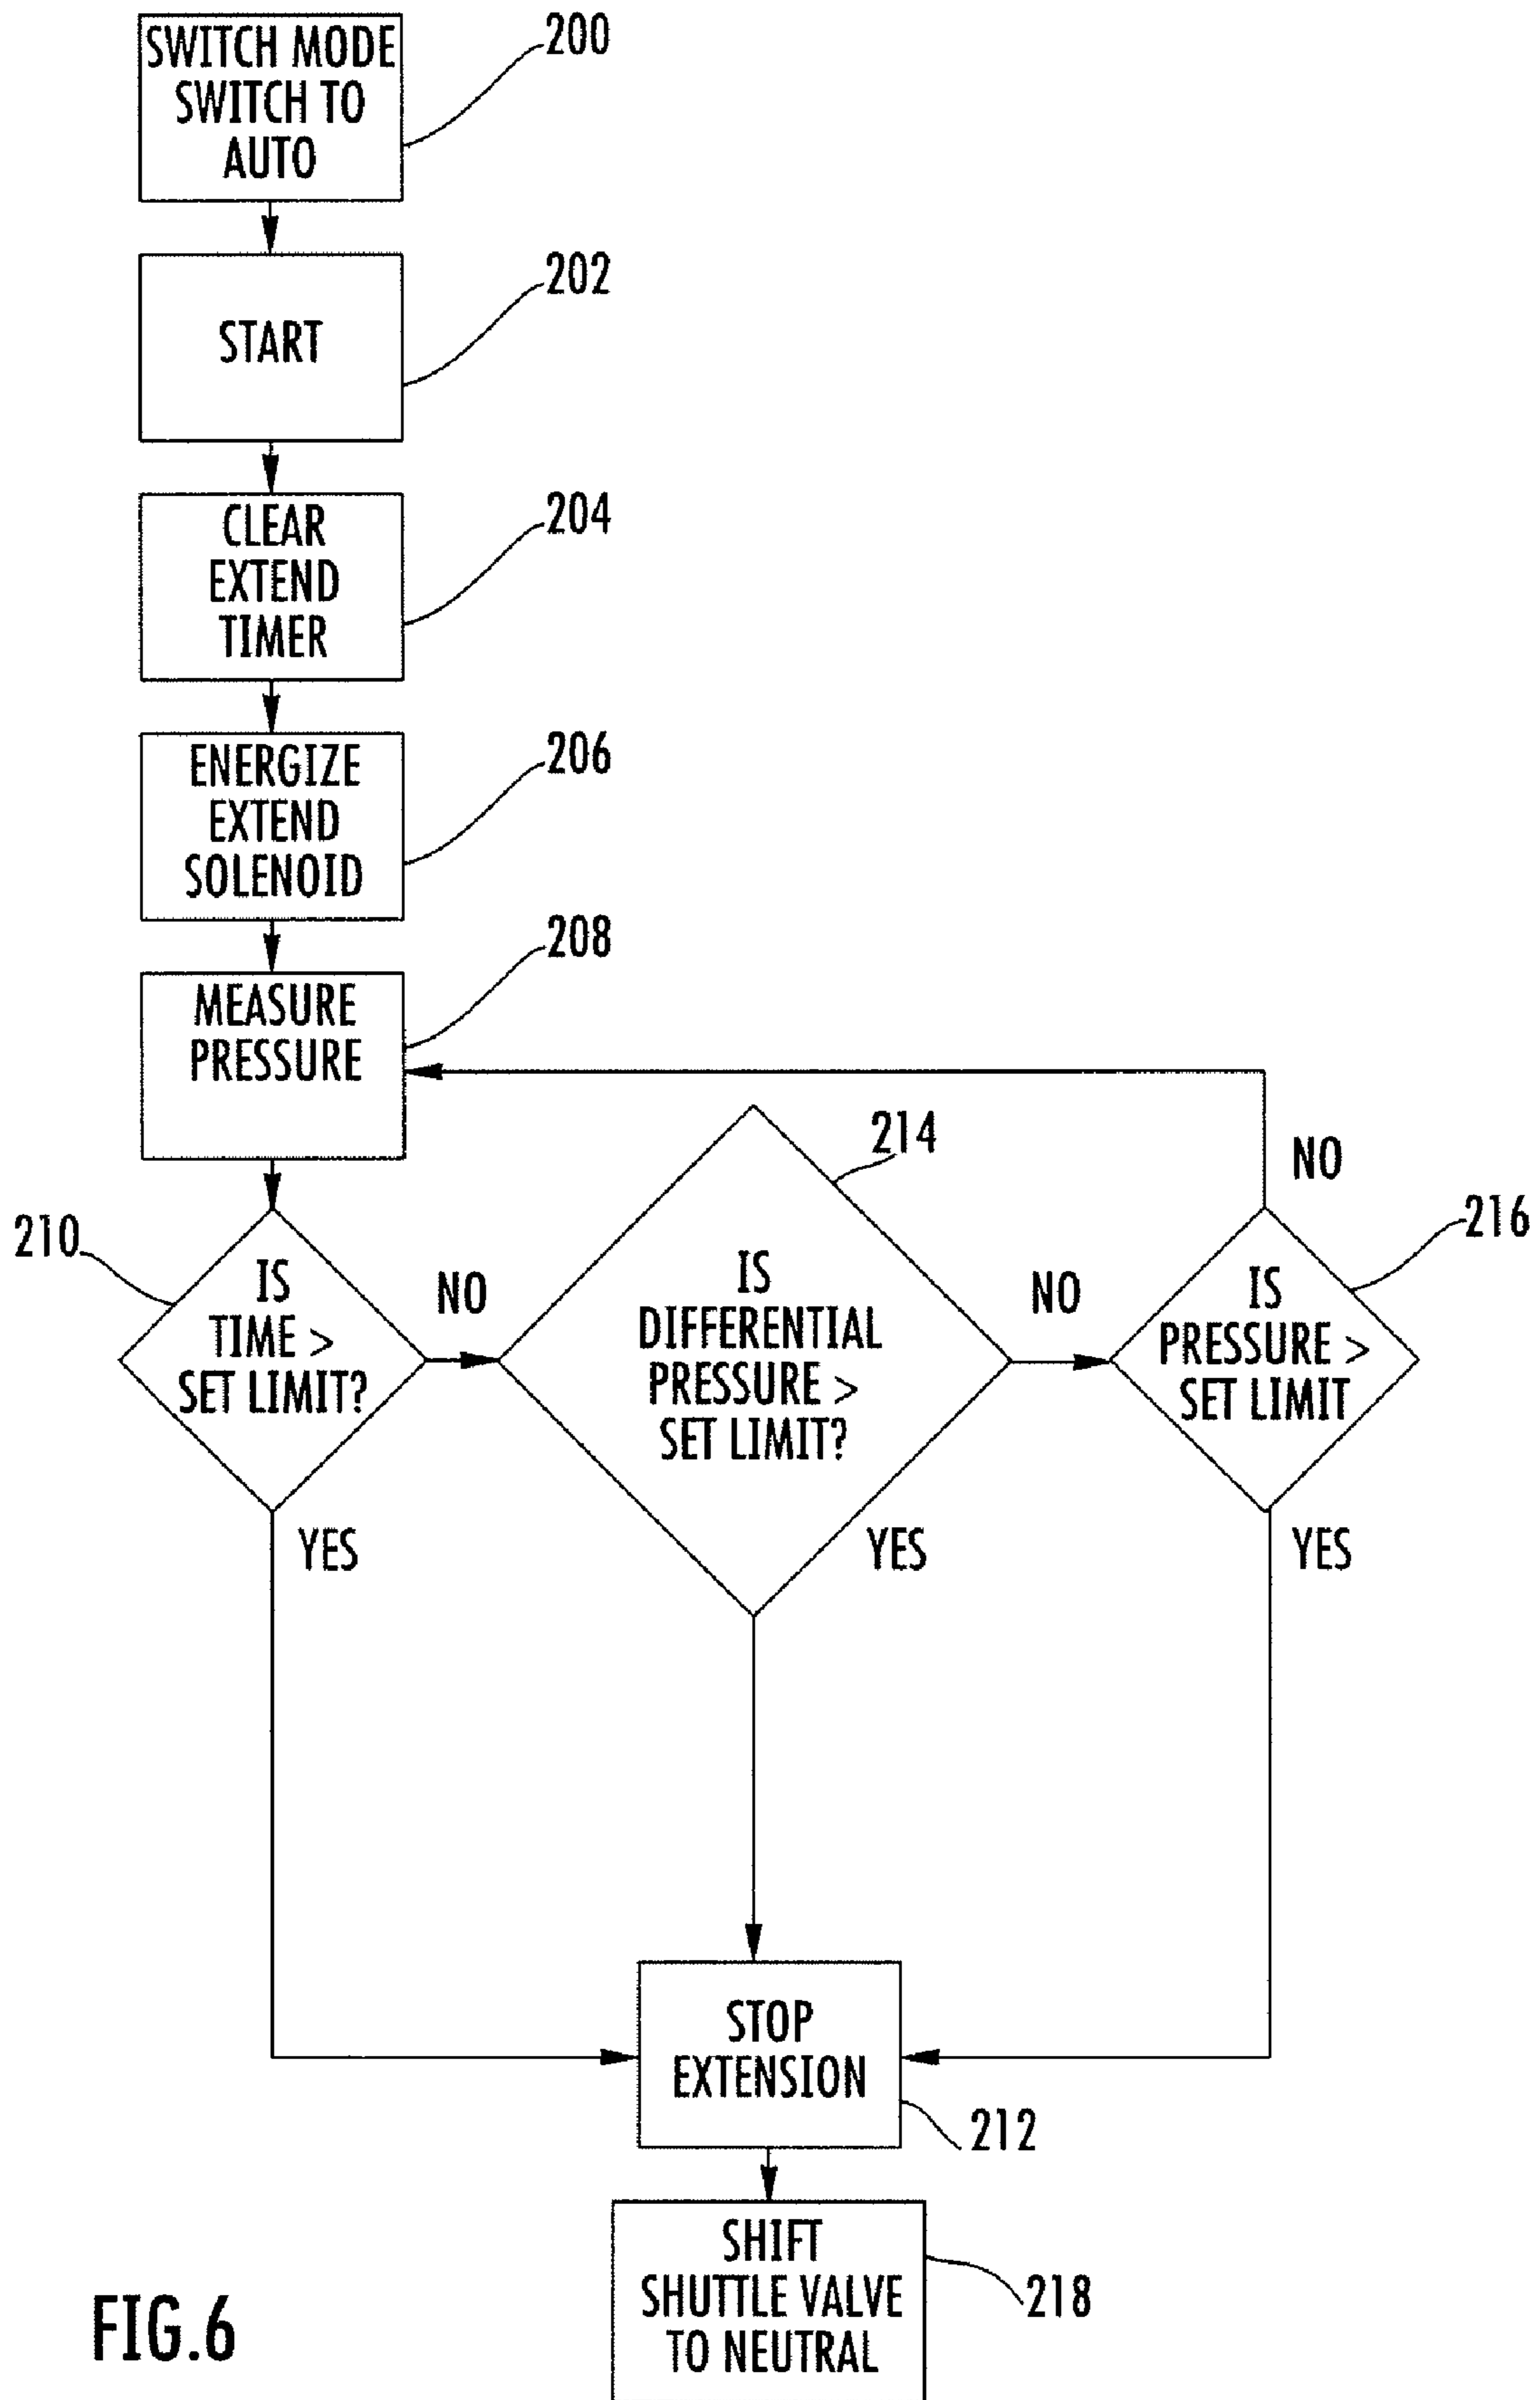 SWITCH MODE
SWITCH TO
AUTO
200
START
202
CLEAR
EXTEND
TIMER
204
ENERGIZE
EXTEND
SOLENOID
206
MEASURE
PRESSURE
208
210
IS
TIME >
SET LIMIT?
NO
YES
214
IS
DIFFERENTIAL
PRESSURE >
SET LIMIT?
NO
YES
216
IS
PRESSURE >
SET LIMIT
NO
YES
STOP
EXTENSION
212
SHIFT
SHUTTLE VALVE
TO NEUTRAL
218
FIG.6